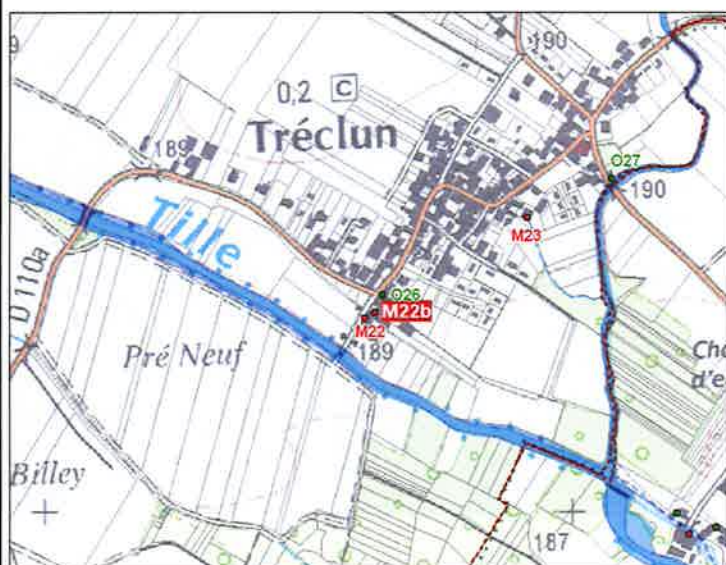 190
0,2 C
Tréclun
189
O27
190
M23
Tille
D 110a
O26
M22b
M22
189
Pré Neuf
Billey
187